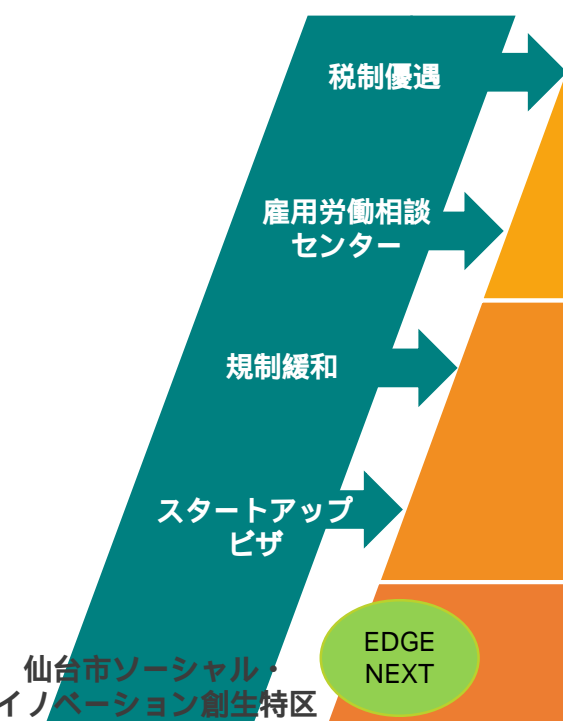 税制優遇
雇用労働相談
センター
規制緩和
スタートアップ
ビザ
EDGE
NEXT
仙台市ソーシャル・
イノベーション創生特区